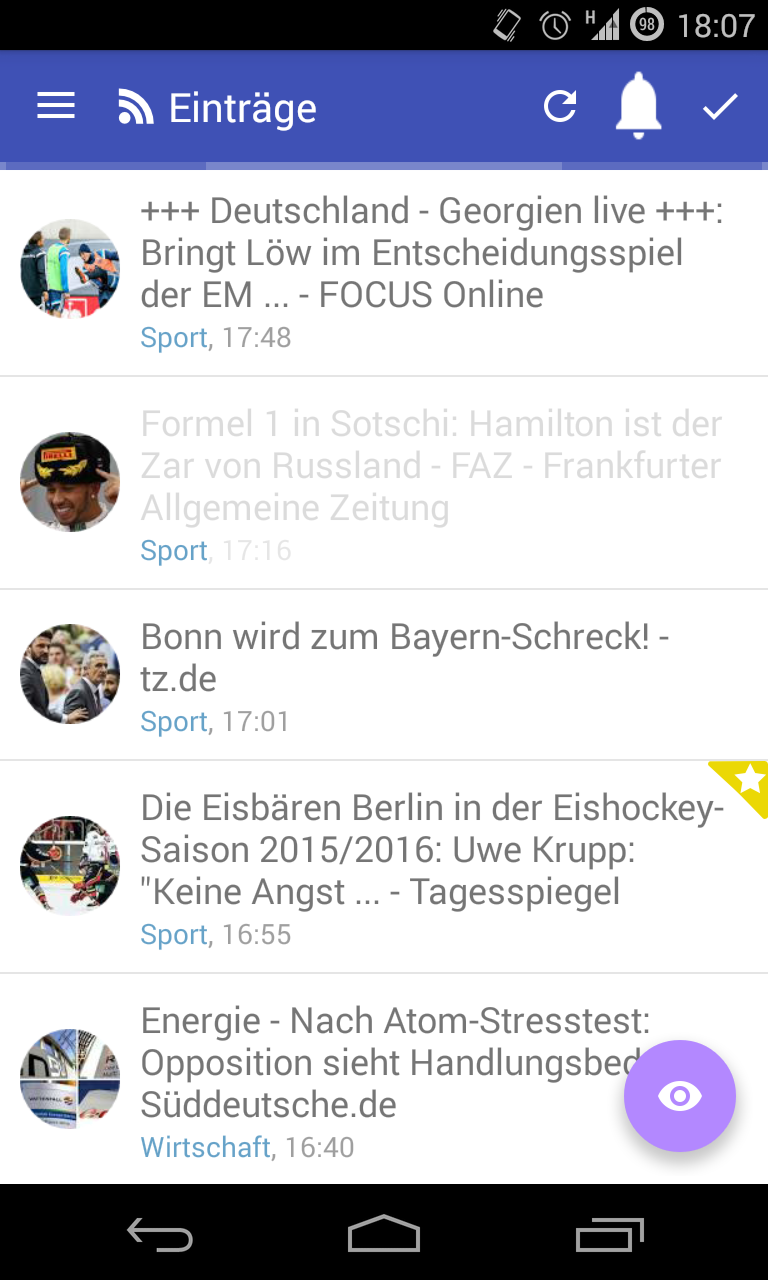 H 98 18:07
Einträge
+++ Deutschland - Georgien live +++:
Bringt Löw im Entscheidungsspiel
der EM ... - FOCUS Online
Sport, 17:48
Formel 1 in Sotschi: Hamilton ist der
Zar von Russland - FAZ - Frankfurter
Allgemeine Zeitung
Sport, 17:16
Bonn wird zum Bayern-Schreck! -
tz.de
Sport, 17:01
Die Eisbären Berlin in der Eishockey-
Saison 2015/2016: Uwe Krupp:
"Keine Angst ... - Tagesspiegel
Sport, 16:55
Energie - Nach Atom-Stresstest:
Opposition sieht Handlungsbed
Süddeutsche.de
Wirtschaft, 16:40